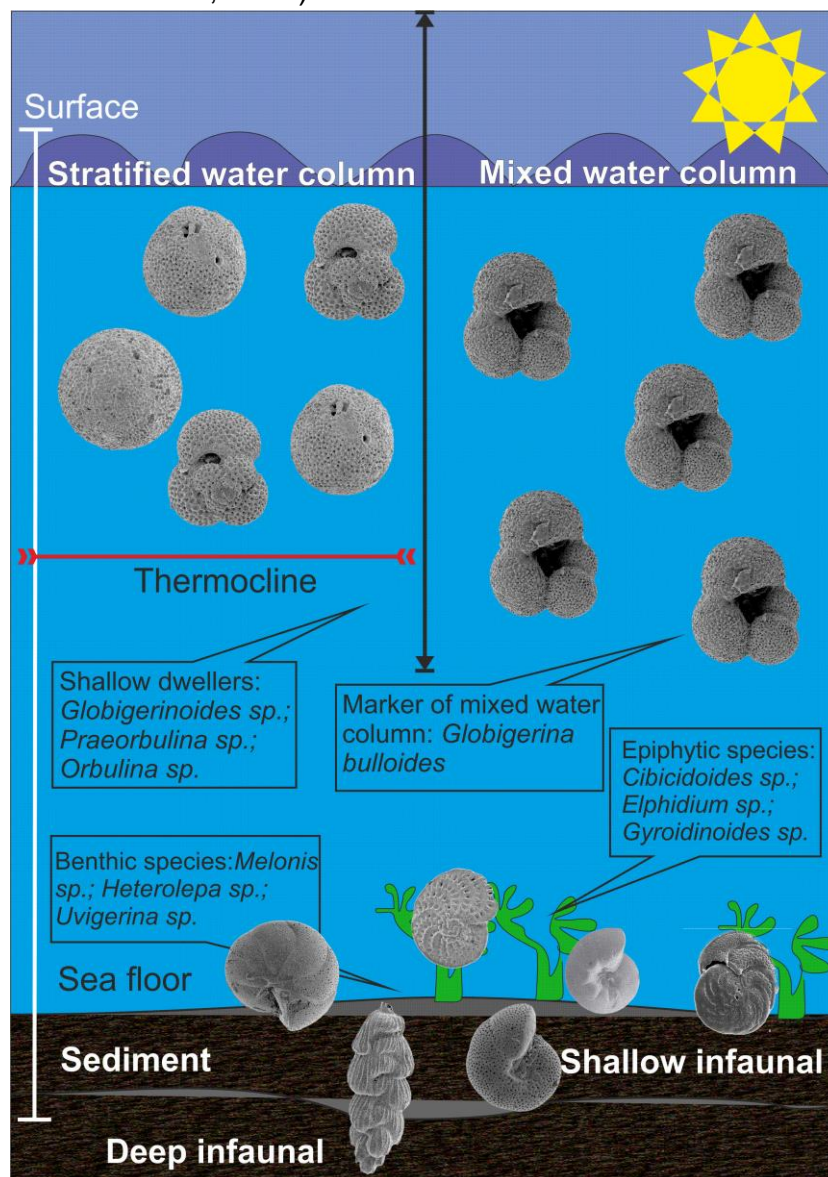 Surface
Stratified water column
Mixed water column
Thermocline
Shallow dwellers:
Globigerinoides sp.;
Praeorbulina sp.;
Orbulina sp.
Marker of mixed water
column: Globigerina
bulloides
Epiphytic species:
Cibicidoides sp.;
Elphidium sp.;
Gyroidinoides sp.
Benthic species:Melonis
sp.; Heterolepa sp.;
Uvigerina sp.
Sea floor
Sediment
Shallow infaunal
Deep infaunal